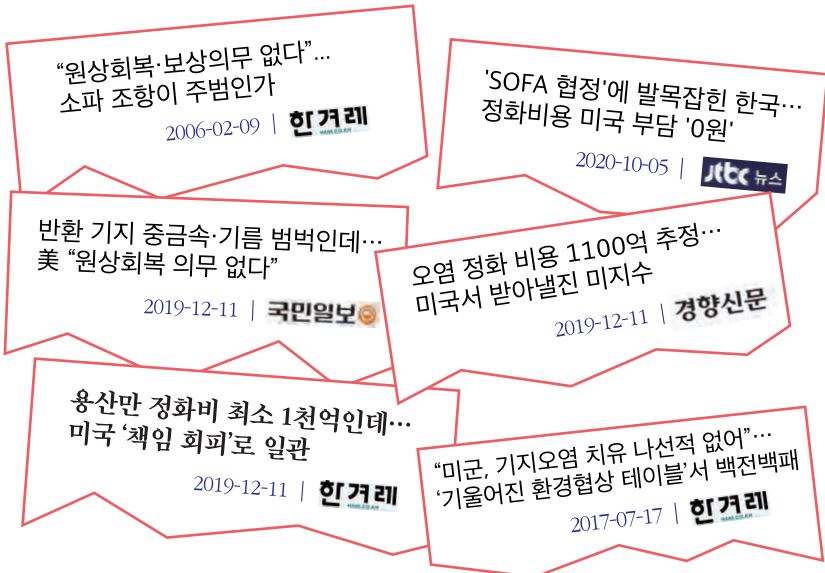 “원상회복·보상의무 없다”...
소파 조항이 주범인가
2006-02-09 | 한겨레
'SOFA 협정'에 발목잡힌 한국…
정화비용 미국 부담 '0원'
2020-10-05 | jtbc 뉴스
반환 기지 중금속·기름 범벅인데…
美 “원상회복 의무 없다”
2019-12-11 | 국민일보
오염 정화 비용 1100억 추정…
미국서 받아낼진 미지수
2019-12-11 | 경향신문
용산만 정화비 최소 1천억인데…
미국 ‘책임 회피’로 일관
2019-12-11 | 한겨레
“미군, 기지오염 치유 나선적 없어”…
‘기울어진 환경협상 테이블’서 백전백패
2017-07-17 | 한겨레